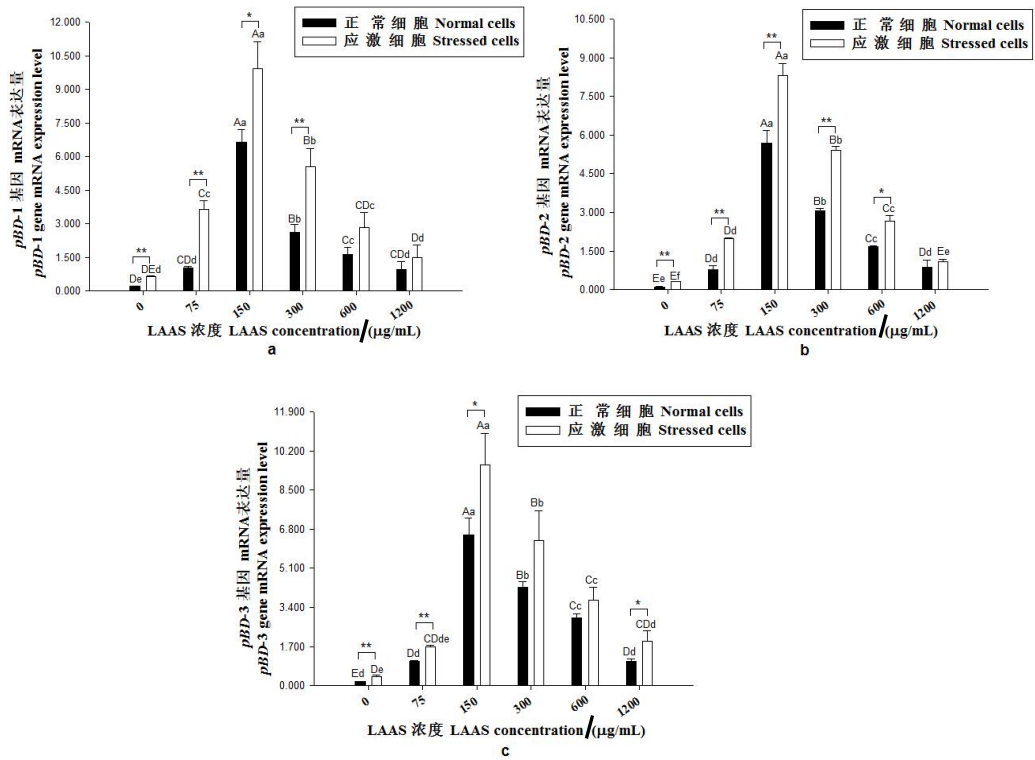 12.000
10.500
9.000
7.500
6.000
4.500
3.000
1.500
0.000
pBD-1 基因 mRNA表达量
pBD-1 gene mRNA expression level
正 常 细 胞 Normal cells
应 激 细 胞 Stressed cells
** ** * **
De DEd CDd Cc Aa Aa Bb Bb Cc CDc CDd Dd
0 75 150 300 600 1200
LAAS 浓度 LAAS concentration/(μg/mL)
a
10.500
9.000
7.500
6.000
4.500
3.000
1.500
0.000
pBD-2 基因 mRNA表达量
pBD-2 gene mRNA expression level
正 常 细 胞 Normal cells
应 激 细 胞 Stressed cells
** ** ** ** *
Ee Ef Dd Dd Aa Aa Bb Bb Cc Cc Dd Ee
0 75 150 300 600 1200
LAAS 浓度 LAAS concentration/(μg/mL)
b
11.900
10.200
8.500
6.800
5.100
3.400
1.700
0.000
pBD-3 基因 mRNA表达量
pBD-3 gene mRNA expression level
正 常 细 胞 Normal cells
应 激 细 胞 Stressed cells
** ** * *
Ed De Dd CDde Aa Aa Bb Bb Cc Cc Dd CDd
0 75 150 300 600 1200
LAAS 浓度 LAAS concentration/(μg/mL)
c